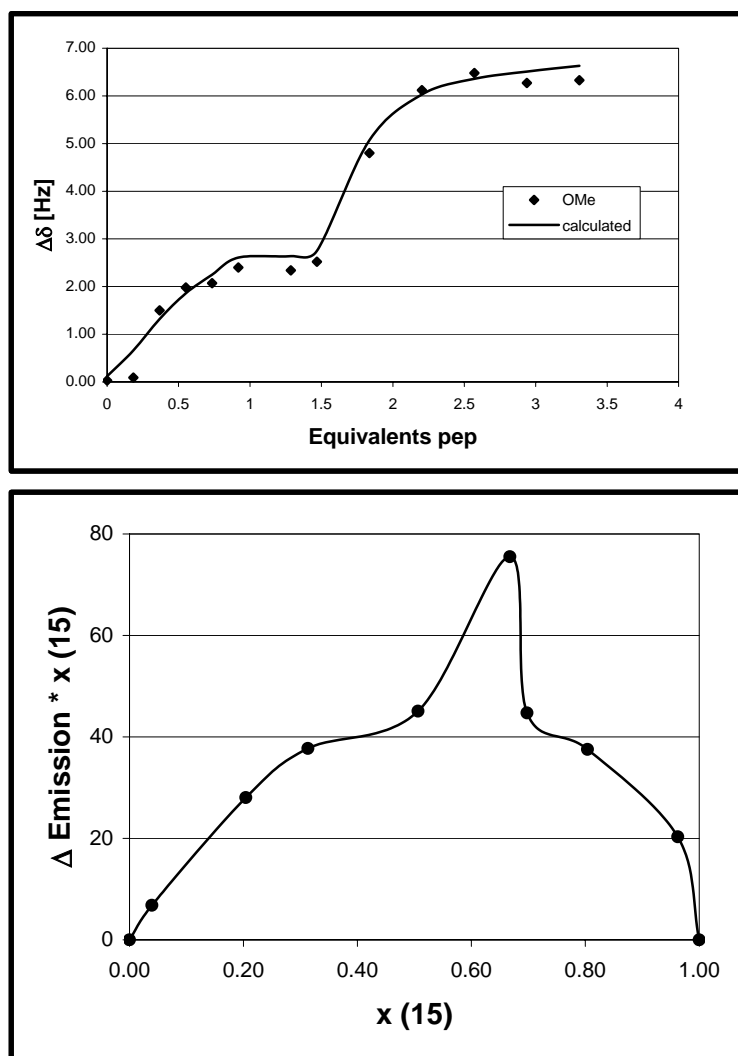 7.00
6.00
5.00
4.00
3.00
2.00
1.00
0.00
Δδ [Hz]
OMe
calculated
0 0.5 1 1.5 2 2.5 3 3.5 4
Equivalents pep
80
60
40
20
0
Δ Emission * x (15)
0.00 0.20 0.40 0.60 0.80 1.00
x (15)